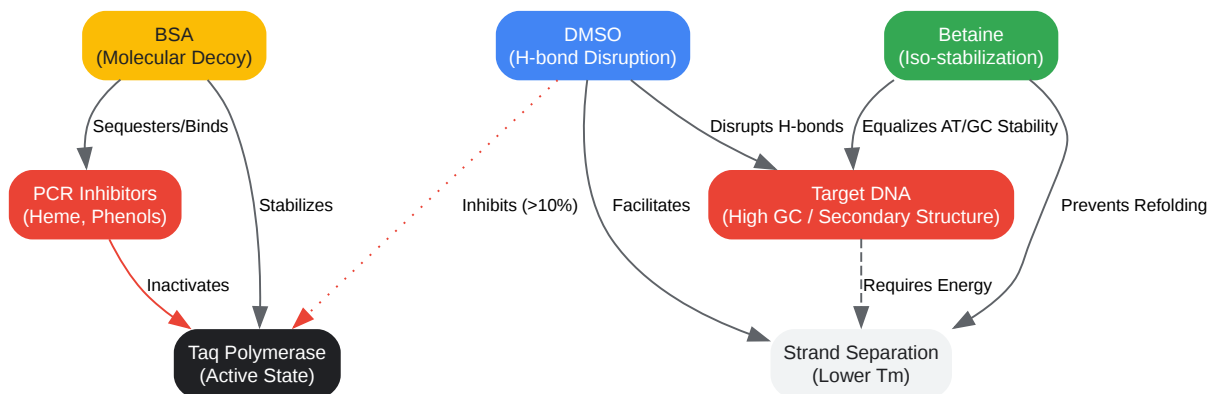 BSA
(Molecular Decoy)
DMSO
(H-bond Disruption)
Betaine
(Iso-stabilization)
Sequesters/Binds
Disrupts H-bonds
Equalizes AT/GC Stability
PCR Inhibitors
(Heme, Phenols)
Stabilizes
Inhibits (>10%)
Facilitates
Target DNA
(High GC / Secondary Structure)
Prevents Refolding
Inactivates
Requires Energy
Taq Polymerase
(Active State)
Strand Separation
(Lower Tm)